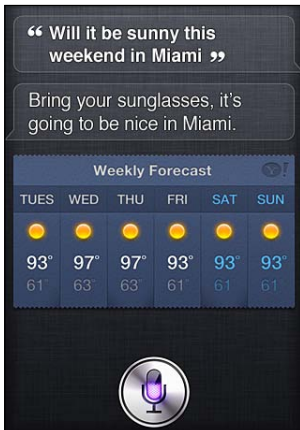 “ Will it be sunny this
weekend in Miami ”
Bring your sunglasses, it's
going to be nice in Miami.
Weekly Forecast Y!
TUES WED THU FRI SAT SUN
93° 97° 97° 93° 93° 93°
61° 63° 63° 61° 61 61°